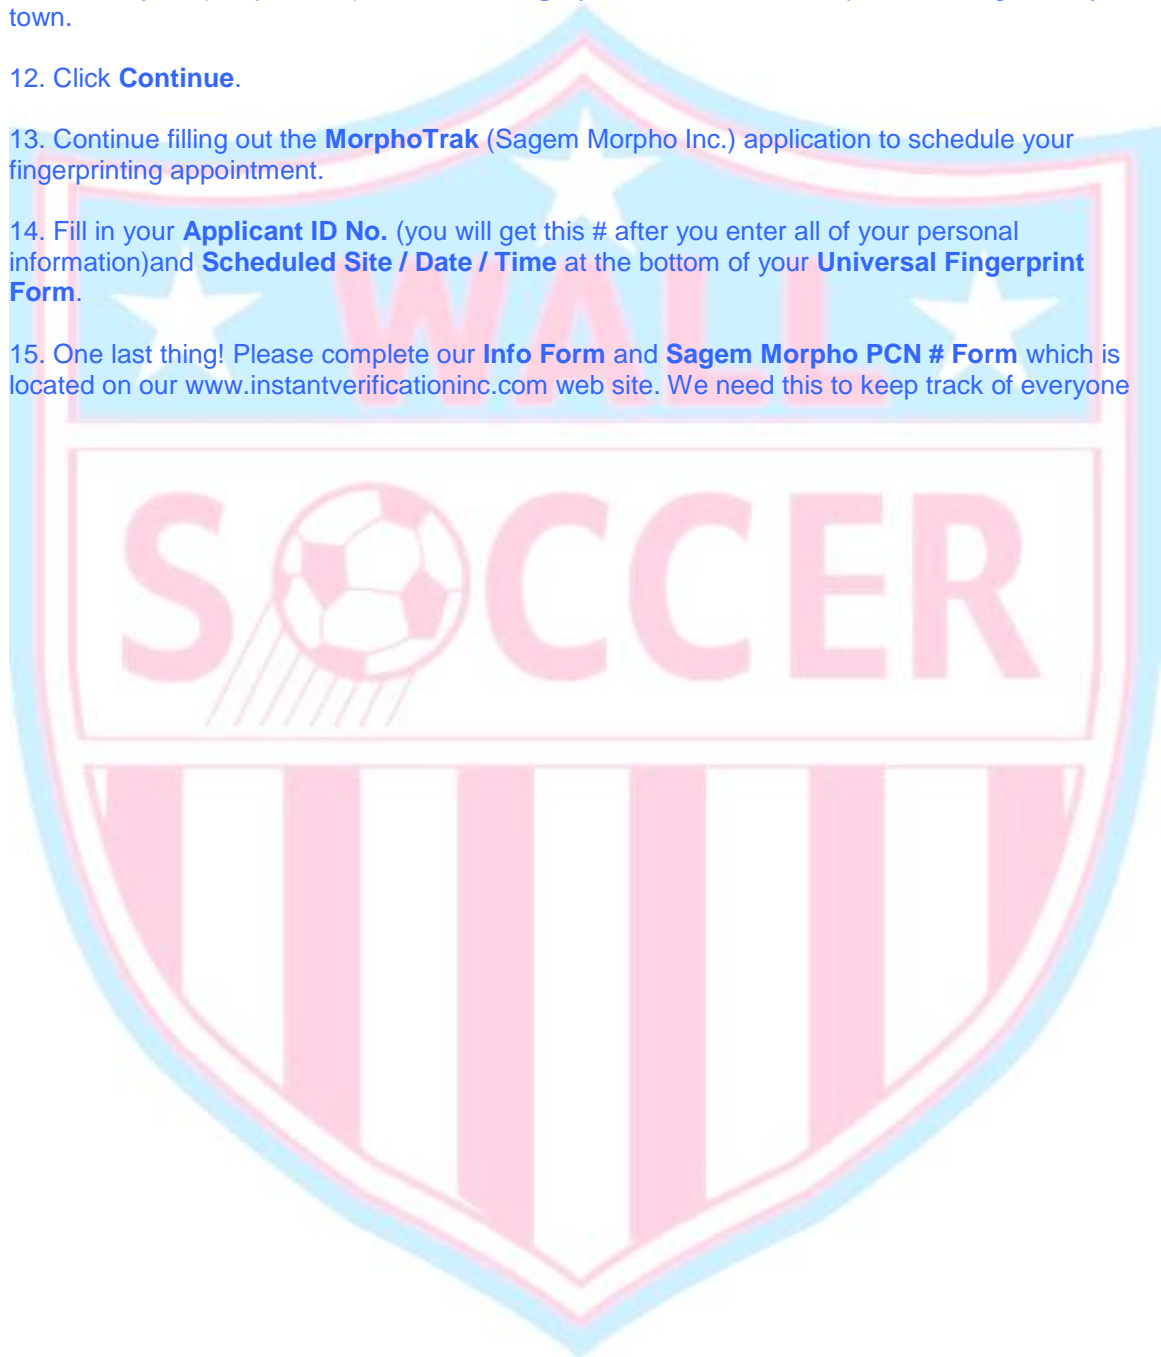 town.
12. Click Continue.
13. Continue filling out the MorphoTrak (Sagem Morpho Inc.) application to schedule your
fingerprinting appointment.
14. Fill in your Applicant ID No. (you will get this # after you enter all of your personal
information)and Scheduled Site / Date / Time at the bottom of your Universal Fingerprint
Form.
15. One last thing! Please complete our Info Form and Sagem Morpho PCN # Form which is
located on our www.instantverificationinc.com web site. We need this to keep track of everyone
WALL
SOCCER